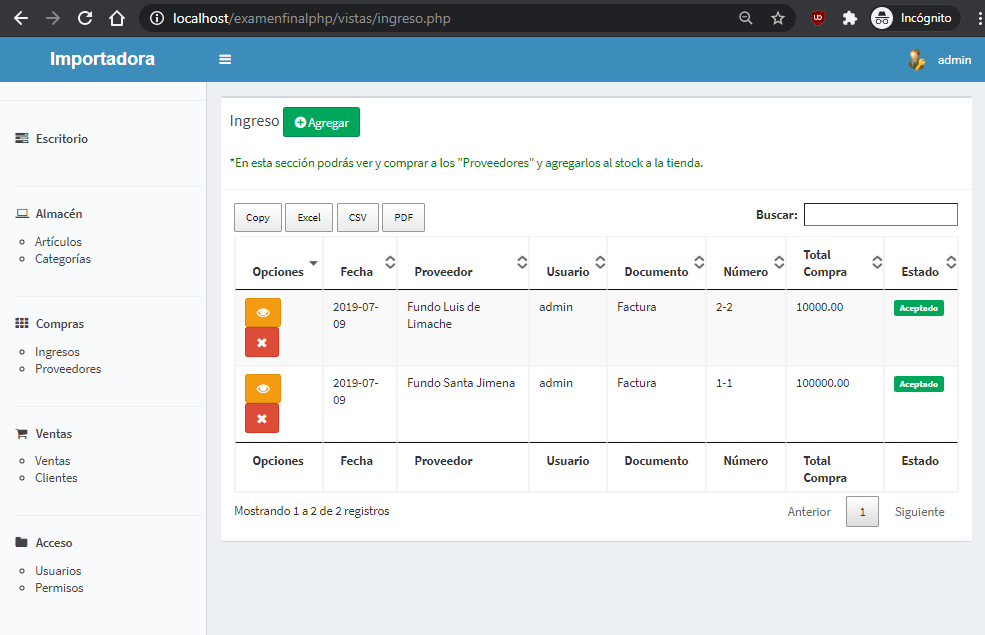 localhost/examenfinalphp/vistas/ingreso.php
UD
Incógnito
Importadora
admin
Escritorio
Almacén
Artículos
Categorías
Compras
Ingresos
Proveedores
Ventas
Ventas
Clientes
Acceso
Usuarios
Permisos
Ingreso Agregar
*En esta sección podrás ver y comprar a los "Proveedores" y agregarlos al stock a la tienda.
Copy Excel CSV PDF
Buscar:
Opciones Fecha Proveedor Usuario Documento Número Total Compra Estado
2019-07-09 Fundo Luis de Limache admin Factura 2-2 10000.00 Aceptado
2019-07-09 Fundo Santa Jimena admin Factura 1-1 100000.00 Aceptado
Opciones Fecha Proveedor Usuario Documento Número Total Compra Estado
Mostrando 1 a 2 de 2 registros
Anterior 1 Siguiente